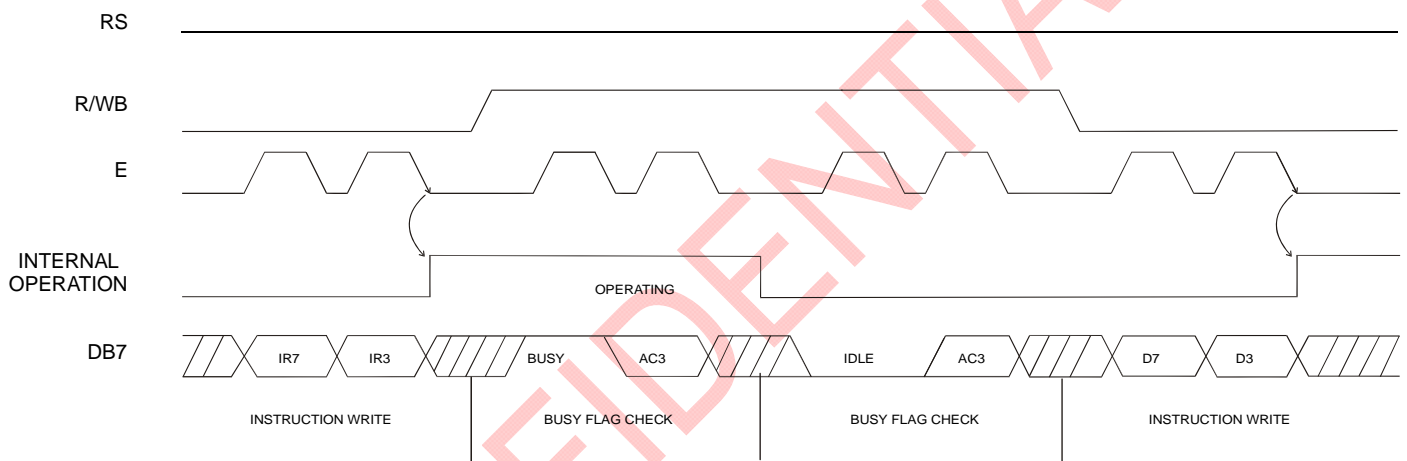 RS
R/WB
E
INTERNAL
OPERATION
OPERATING
DB7
IR7 IR3 BUSY AC3 IDLE AC3 D7 D3
INSTRUCTION WRITE BUSY FLAG CHECK BUSY FLAG CHECK INSTRUCTION WRITE
FIDENTIA